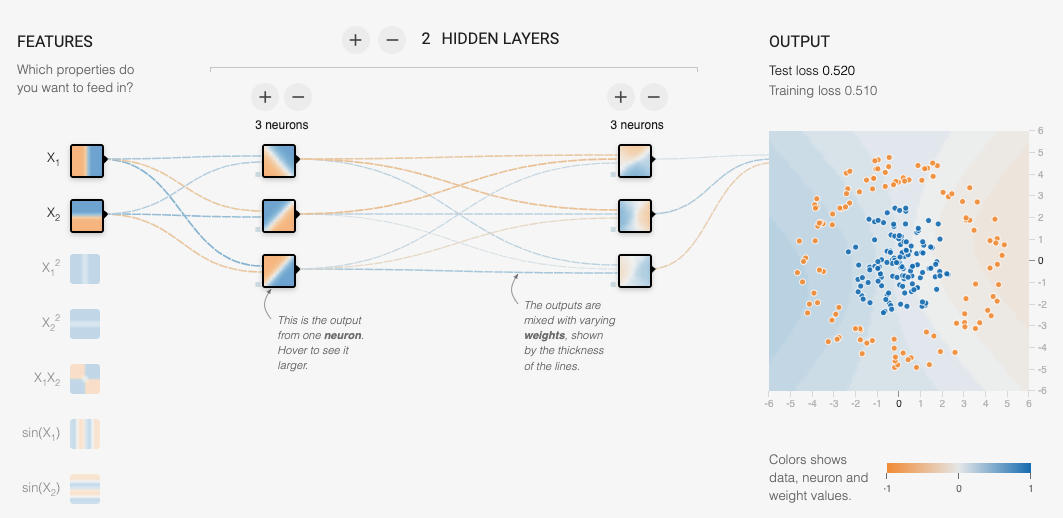 FEATURES
Which properties do
you want to feed in?
X1
X2
X1²
X2²
X1X2
sin(X1)
sin(X2)
+ − 2 HIDDEN LAYERS
+ −
3 neurons
+ −
3 neurons
This is the output
from one neuron.
Hover to see it
larger.
The outputs are
mixed with varying
weights, shown
by the thickness
of the lines.
OUTPUT
Test loss 0.520
Training loss 0.510
6
5
4
3
2
1
0
-1
-2
-3
-4
-5
-6
-6 -5 -4 -3 -2 -1 0 1 2 3 4 5 6
Colors shows
data, neuron and
weight values.
-1 0 1